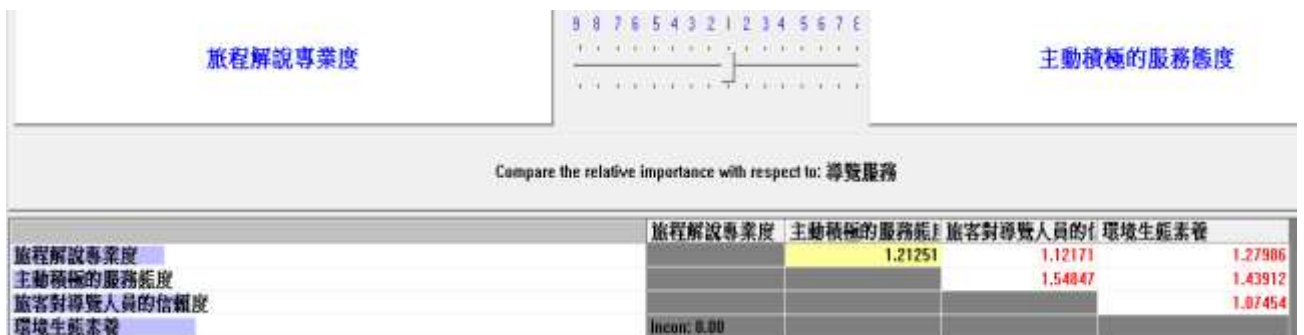 9 8 7 6 5 4 3 2 1 2 3 4 5 6 7 8
旅程解說專業度
主動積極的服務態度
Compare the relative importance with respect to: 導覽服務
旅程解說專業度 主動積極的服務態 旅客對導覽人員的信 環境生態素養
旅程解說專業度 1.21251 1.12171 1.27986
主動積極的服務態度 1.54847 1.43912
旅客對導覽人員的信賴度 1.07454
環境生態素養 Incon: 0.00